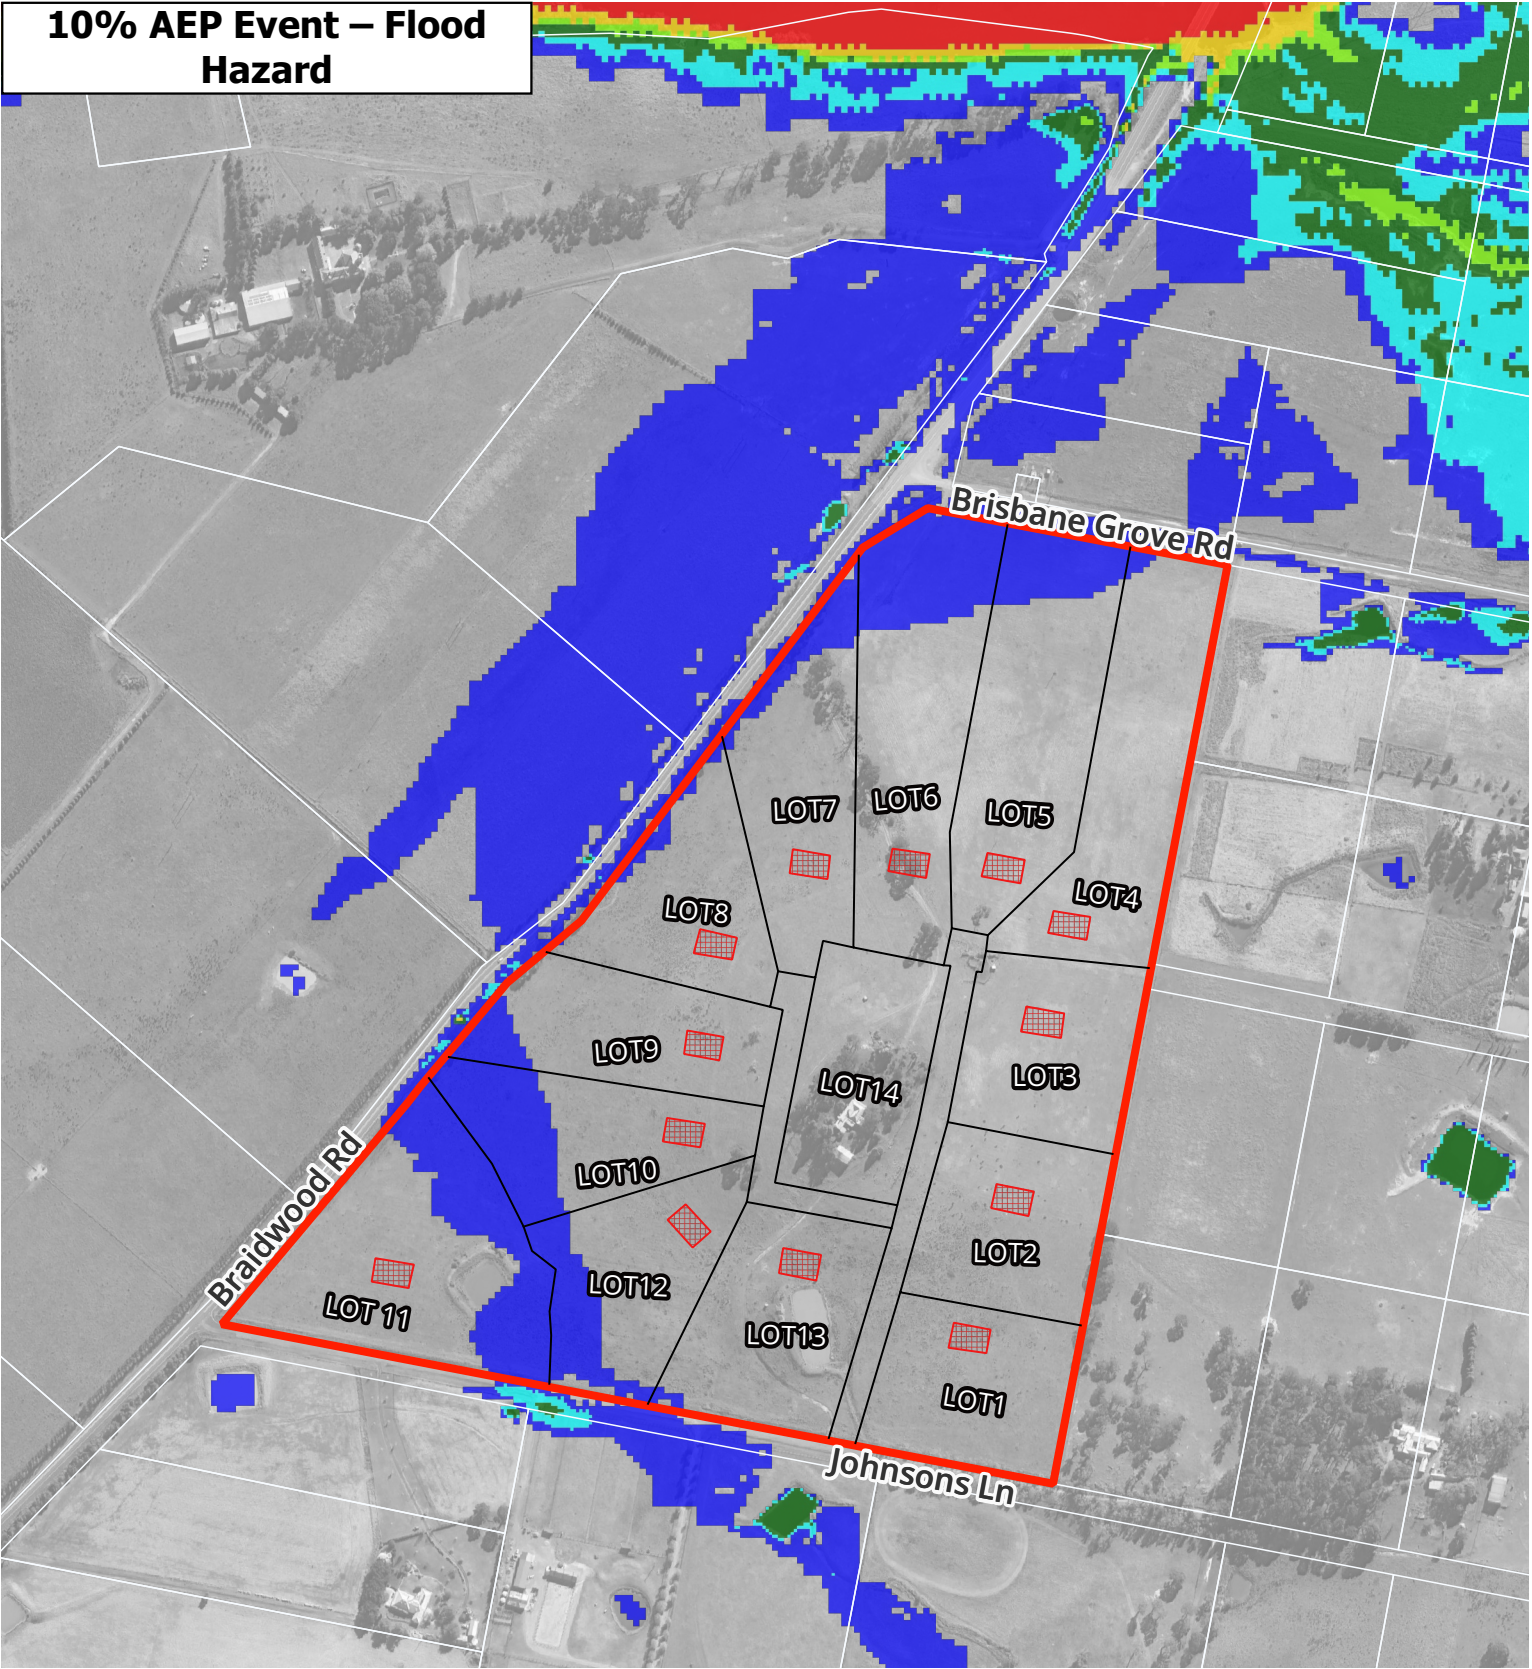 10% AEP Event – Flood
Hazard
Brisbane Grove Rd
LOT7
LOT6
LOT5
LOT4
LOT8
LOT9
LOT3
LOT14
LOT10
LOT2
LOT 11
LOT12
LOT13
LOT1
Braidwood Rd
Johnsons Ln